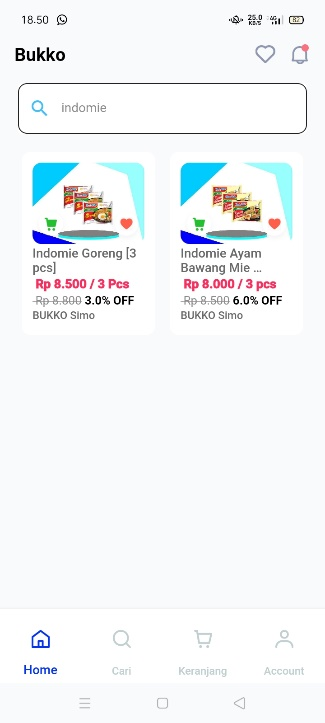 18.50
25.0 KB/S
4G
82
Bukko
indomie
Indomie Goreng [3
pcs]
Rp 8.500 / 3 Pcs
Rp 8.800 3.0% OFF
BUKKO Simo
Indomie Ayam
Bawang Mie ...
Rp 8.000 / 3 pcs
Rp 8.500 6.0% OFF
BUKKO Simo
Home
Cari
Keranjang
Account